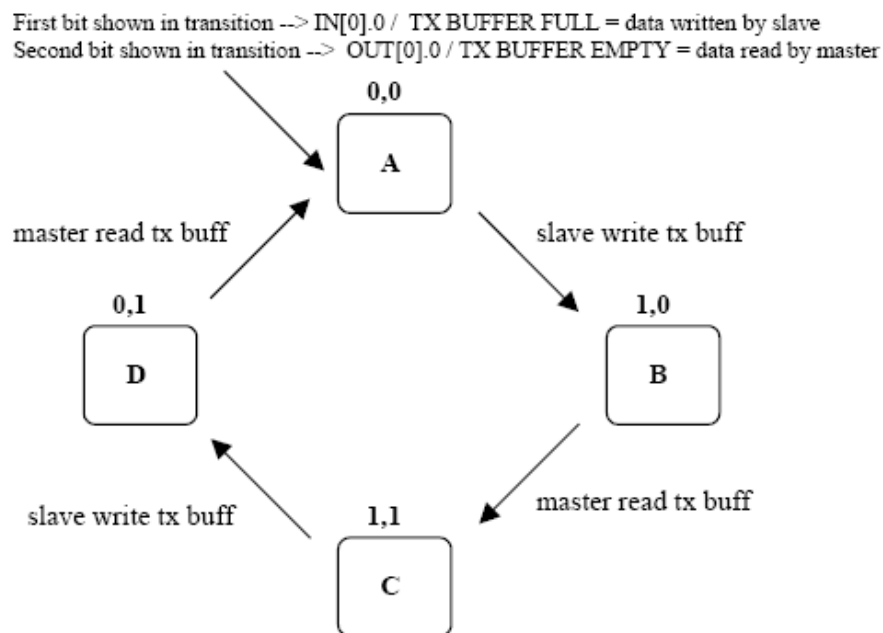 First bit shown in transition --> IN[0].0 / TX BUFFER FULL = data written by slave
Second bit shown in transition --> OUT[0].0 / TX BUFFER EMPTY = data read by master
0,0
A
master read tx buff
slave write tx buff
0,1
1,0
D
B
slave write tx buff
master read tx buff
1,1
C